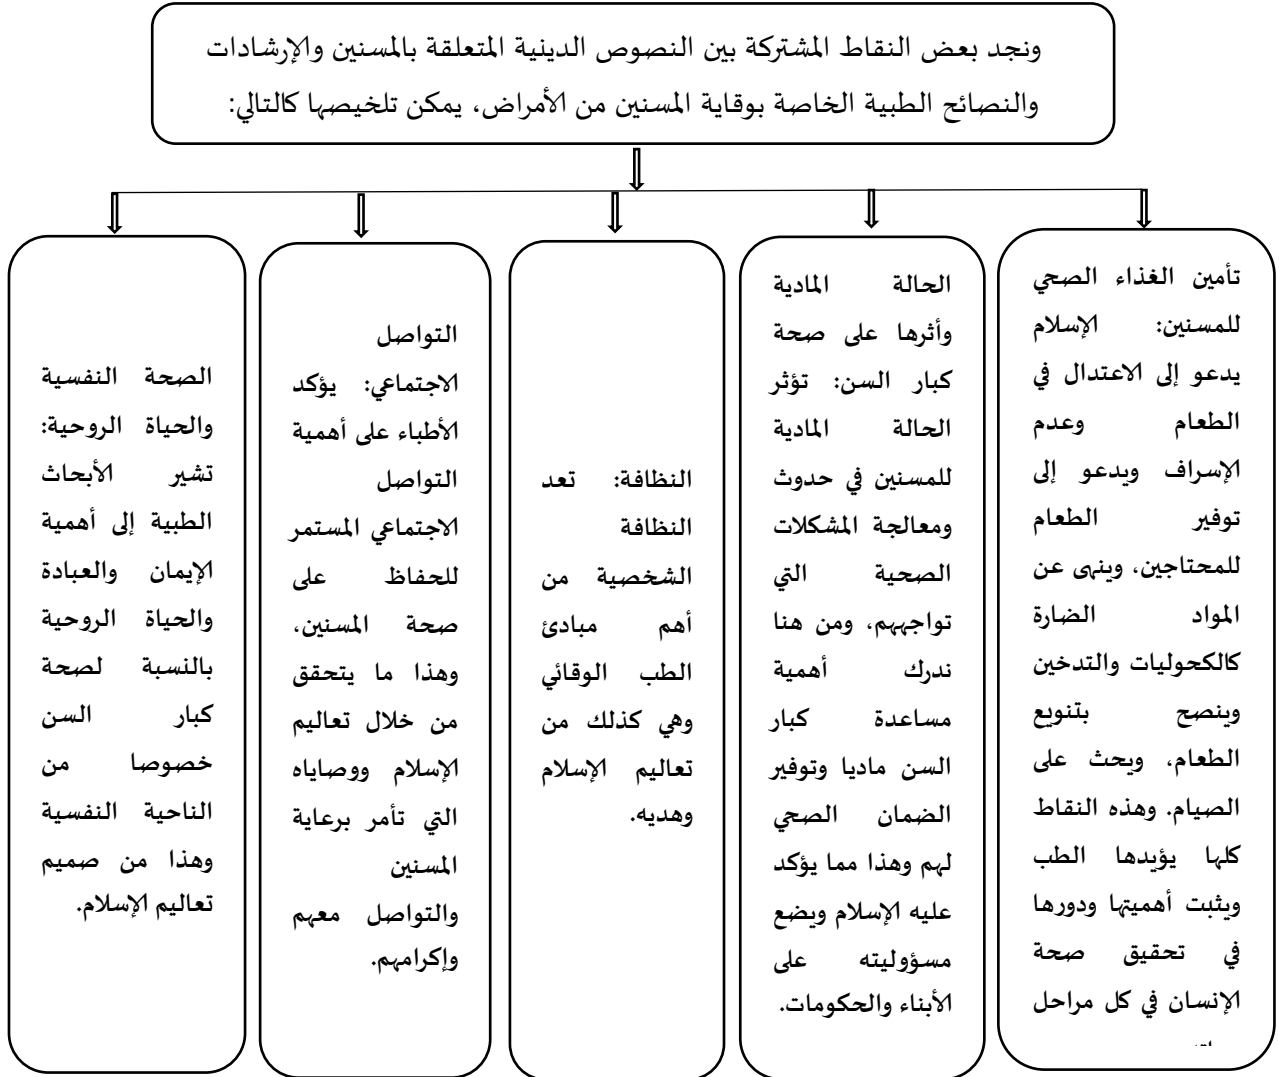 ونجد بعض النقاط المشتركة بين النصوص الدينية المتعلقة بالمسنين والإرشادات
والنصائح الطبية الخاصة بوقاية المسنين من الأمراض، يمكن تلخيصها كالتالي:
تأمين الغذاء الصحي
للمسنين: الإسلام
يدعو إلى الاعتدال في
الطعام وعدم
الإسراف ويدعو إلى
توفير الطعام
للمحتاجين، وينهى عن
المواد الضارة
كالكحوليات والتدخين
وينصح بتنويع
الطعام، ويحث على
الصيام. وهذه النقاط
كلها يؤيدها الطب
ويثبت أهميتها ودورها
في تحقيق صحة
الإنسان في كل مراحل
الحالة المادية
وأثرها على صحة
كبار السن: تؤثر
الحالة المادية
للمسنين في حدوث
ومعالجة المشكلات
الصحية التي
تواجههم، ومن هنا
ندرك أهمية
مساعدة كبار
السن ماديا وتوفير
الضمان الصحي
لهم وهذا مما يؤكد
عليه الإسلام ويضع
مسؤوليته على
الأبناء والحكومات.
النظافة: تعد
النظافة
الشخصية من
أهم مبادئ
الطب الوقائي
وهي كذلك من
تعاليم الإسلام
وهديه.
التواصل
الاجتماعي: يؤكد
الأطباء على أهمية
التواصل
الاجتماعي المستمر
للحفاظ على
صحة المسنين،
وهذا ما يتحقق
من خلال تعاليم
الإسلام ووصاياه
التي تأمر برعاية
المسنين
والتواصل معهم
وإكرامهم.
الصحة النفسية
والحياة الروحية:
تشير الأبحاث
الطبية إلى أهمية
الإيمان والعبادة
والحياة الروحية
بالنسبة لصحة
كبار السن
خصوصا من
الناحية النفسية
وهذا من صميم
تعاليم الإسلام.